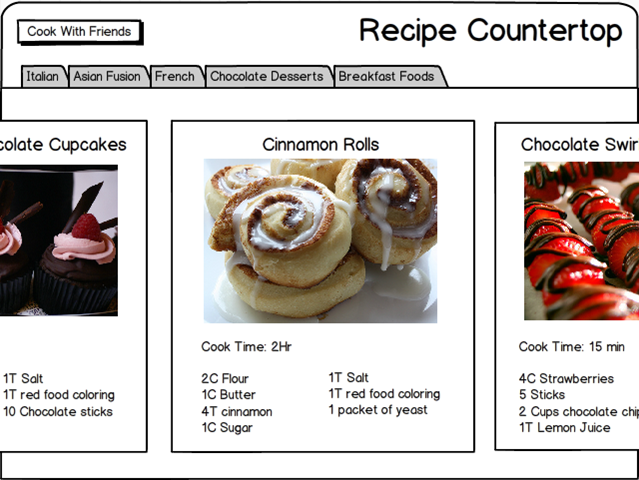 Cook With Friends
Recipe Countertop
Italian
Asian Fusion
French
Chocolate Desserts
Breakfast Foods
Cupcakes
1T Salt
1T red food coloring
10 Chocolate sticks
Cinnamon Rolls
Cook Time: 2Hr
2C Flour
1C Butter
4T cinnamon
1C Sugar
1T Salt
1T red food coloring
1 packet of yeast
Chocolate
Cook Time: 15 min
4C Strawberries
5 Sticks
2 Cups chocolate
1T Lemon Juice